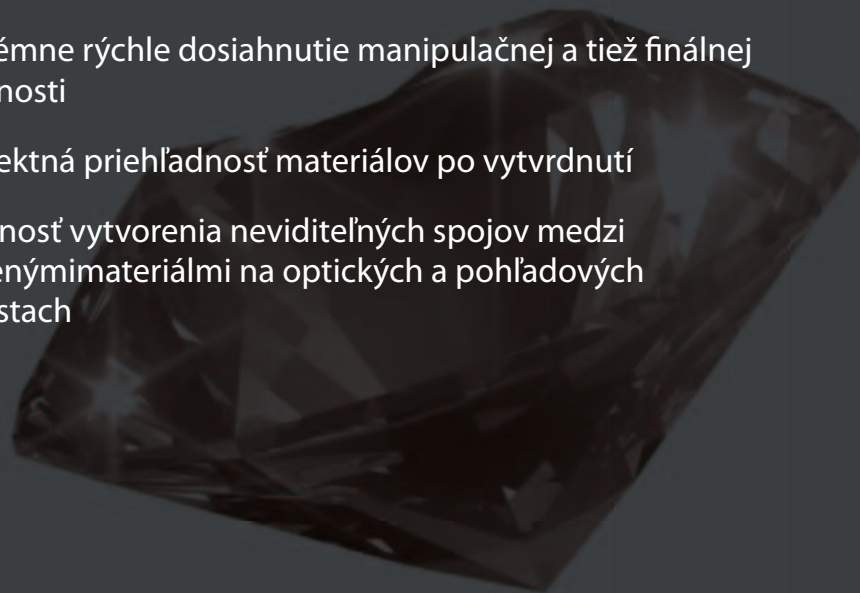 émne rýchle dosiahnutie manipulačnej a tiež finálnej
nosti
ektná priehľadnosť materiálov po vytvrdnutí
nosť vytvorenia neviditeľných spojov medzi
enýmimateriálmi na optických a pohľadových
stach